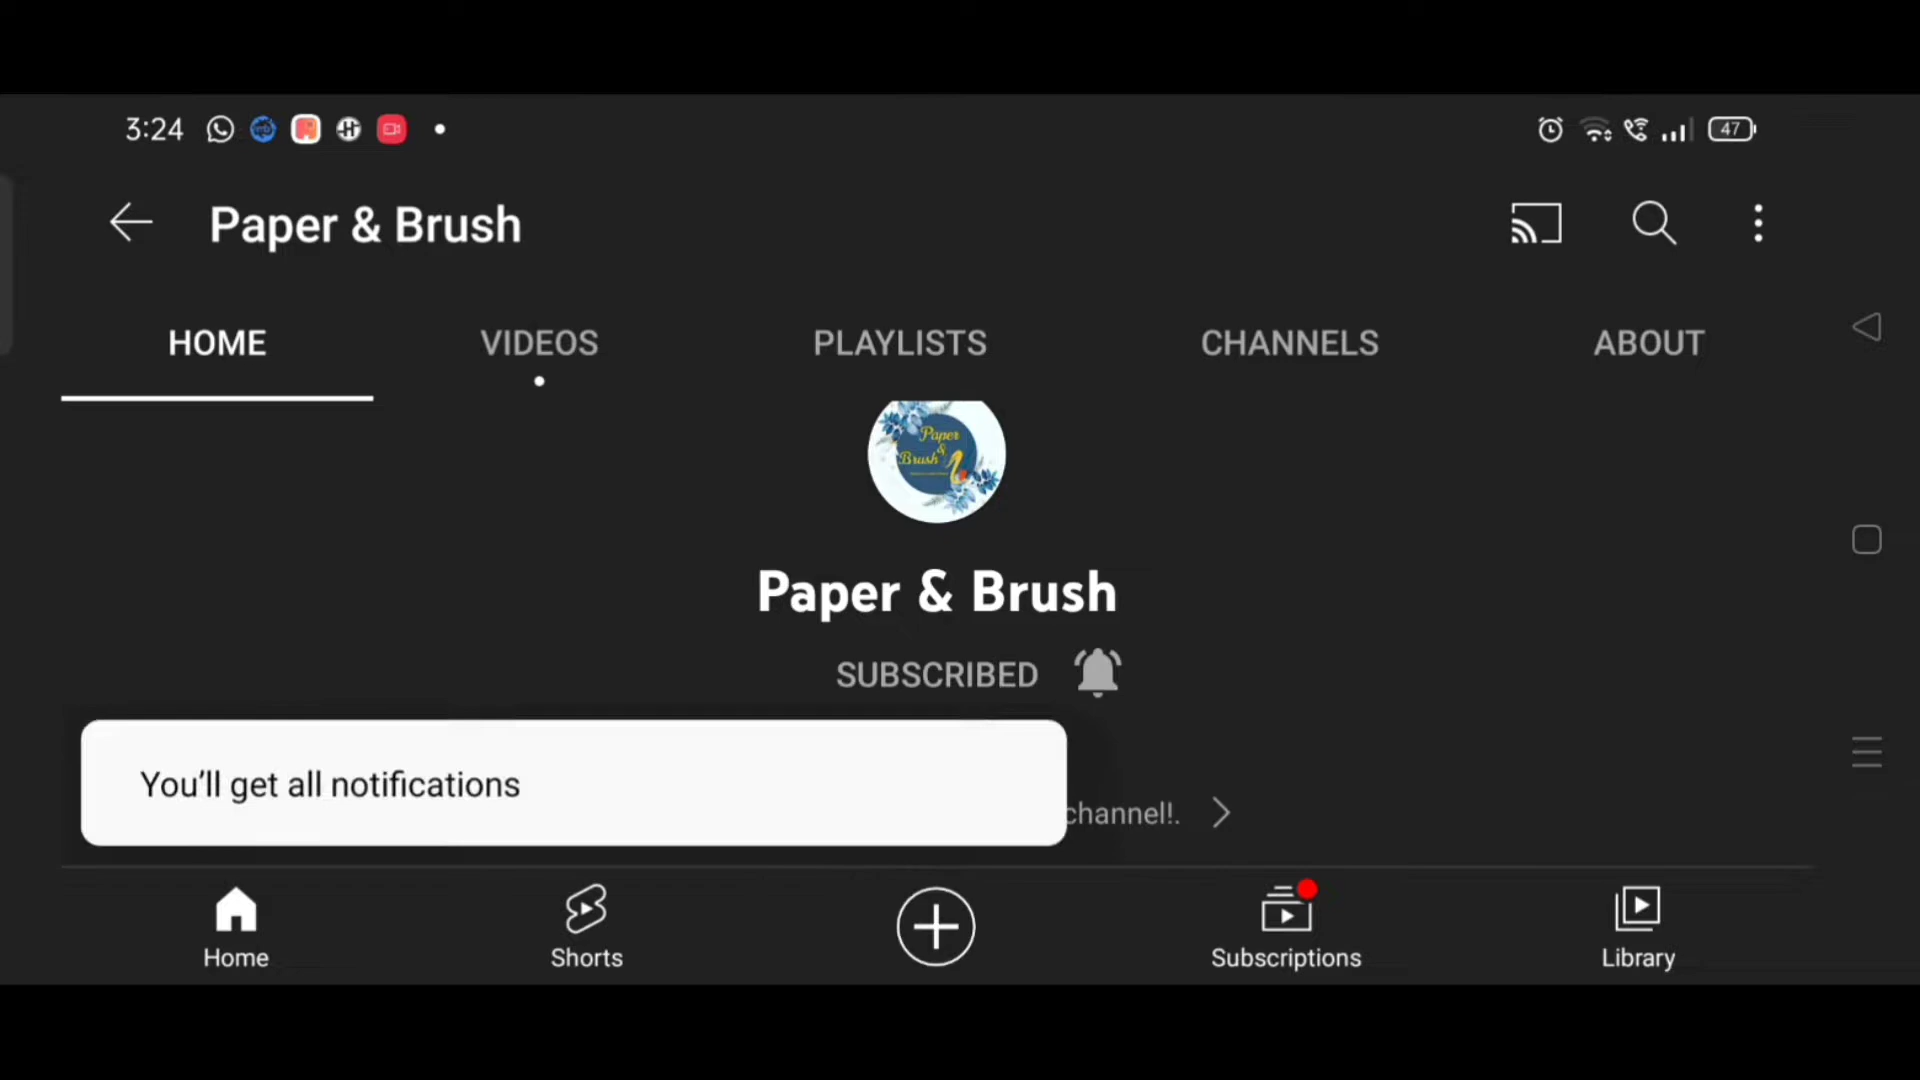 3:24
47
Paper & Brush
HOME VIDEOS PLAYLISTS CHANNELS ABOUT
Paper
&
Brush
Paper & Brush
SUBSCRIBED
You'll get all notifications
channel!.
Home Shorts Subscriptions Library